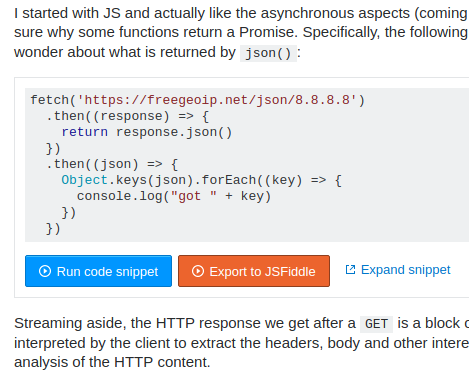 I started with JS and actually like the asynchronous aspects (coming
sure why some functions return a Promise. Specifically, the following
wonder about what is returned by json():
fetch('https://freegeoip.net/json/8.8.8.8')
  .then((response) => {
    return response.json()
  })
  .then((json) => {
    Object.keys(json).forEach((key) => {
      console.log("got " + key)
    })
  })
Run code snippet Export to JSFiddle Expand snippet
Streaming aside, the HTTP response we get after a GET is a block
interpreted by the client to extract the headers, body and other
analysis of the HTTP content.